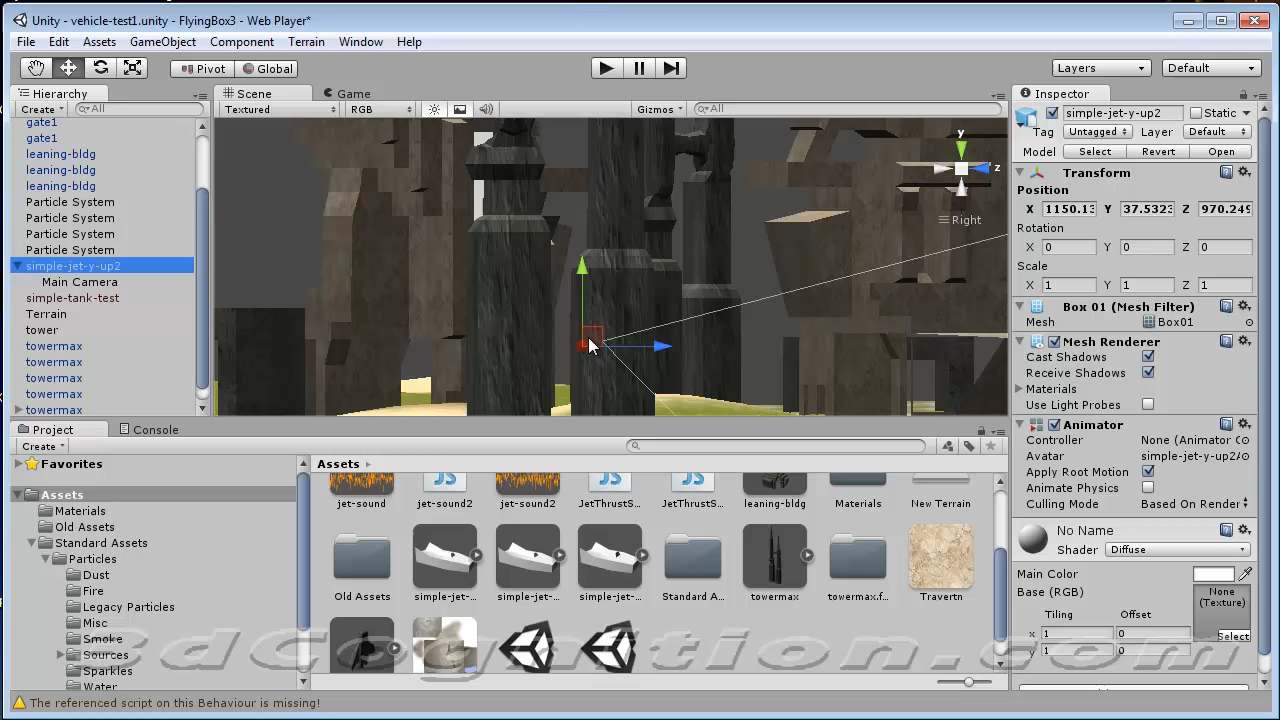 Unity - vehicle-test1.unity - FlyingBox3 - Web Player*
File Edit Assets GameObject Component Terrain Window Help
Pivot Global Layers Default
Hierarchy
Create All
gate1
gate1
leaning-bldg
leaning-bldg
leaning-bldg
Particle System
Particle System
Particle System
Particle System
simple-jet-y-up2
Main Camera
simple-tank-test
Terrain
tower
towermax
towermax
towermax
towermax
towermax
Scene Game
Textured RGB Gizmos All
y
z
Right
Inspector
simple-jet-y-up2 Static
Tag Untagged Layer Default
Model Select Revert Open
Transform
Position
X 1150.13 Y 37.5323 Z 970.249
Rotation
X 0 Y 0 Z 0
Scale
X 1 Y 1 Z 1
Box 01 (Mesh Filter)
Mesh Box01
Mesh Renderer
Cast Shadows
Receive Shadows
Materials
Use Light Probes
Animator
Controller None (Animator C
Avatar simple-jet-y-up2A
Apply Root Motion
Animate Physics
Culling Mode Based On Render
No Name
Shader Diffuse
Main Color
Base (RGB)
None
(Texture)
Tiling Offset
Select
x 1 0
y 1 0
Project Console
Create
Favorites
Assets
Materials
Old Assets
Standard Assets
Particles
Dust
Fire
Legacy Particles
Misc
Smoke
Sources
Sparkles
Water
Assets
jet-sound jet-sound2 jet-sound2 JetThrustS... JetThrustS... leaning-bldg Materials New Terrain
Old Assets simple-jet-... simple-jet-... simple-jet-... Standard A... towermax towermax.f... Travertn
3dCognition.com
The referenced script on this Behaviour is missing!